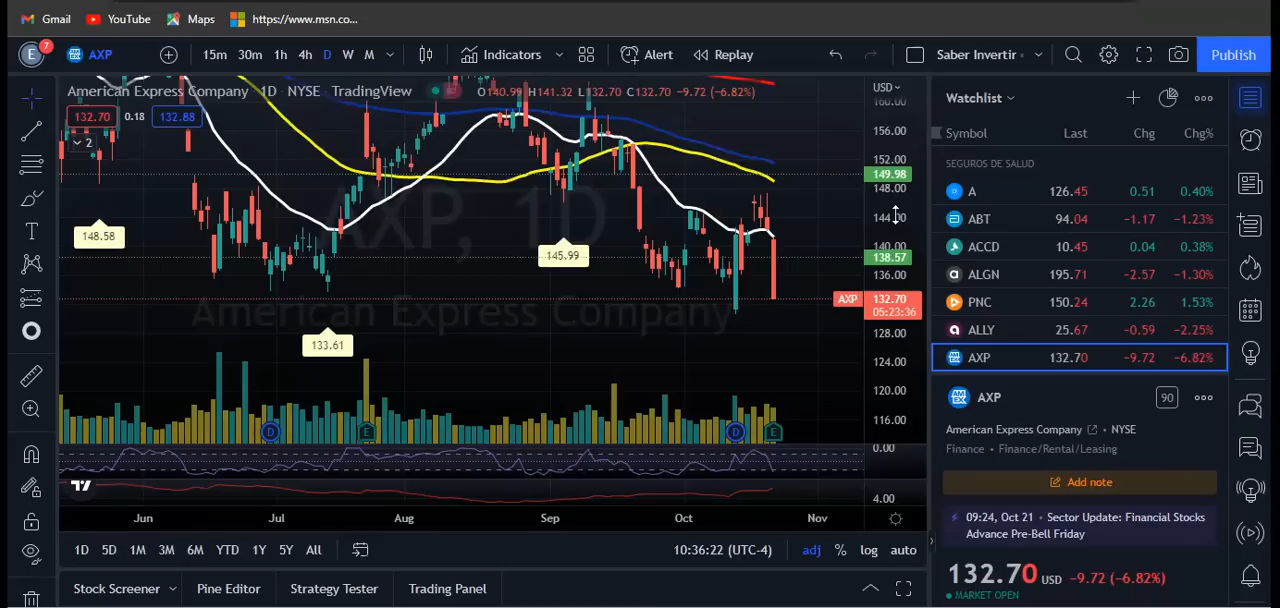 Gmail YouTube Maps https://www.msn.co...
E 7 AXP 15m 30m 1h 4h D W M Indicators Alert Replay Saber Invertir Publish
American Express Company 1D NYSE TradingView O140.99 H141.32 L132.70 C132.70 -9.72 (-6.82%)
132.70 0.18 132.88
2
USD
160.00
156.00
152.00
149.98
148.00
144.00
140.00
138.57
136.00
AXP 132.70
05:23:36
128.00
124.00
120.00
116.00
0.00
4.00
AXP, 1D
American Express Company
148.58
145.99
133.61
D E D E
Jun Jul Aug Sep Oct Nov
1D 5D 1M 3M 6M YTD 1Y 5Y All 10:36:22 (UTC-4) adj % log auto
Stock Screener Pine Editor Strategy Tester Trading Panel
Watchlist
Symbol Last Chg Chg%
SEGUROS DE SALUD
A 126.45 0.51 0.40%
ABT 94.04 -1.17 -1.23%
ACCD 10.45 0.04 0.38%
ALGN 195.71 -2.57 -1.30%
PNC 150.24 2.26 1.53%
ALLY 25.67 -0.59 -2.25%
AXP 132.70 -9.72 -6.82%
AM EX AXP 90
American Express Company NYSE
Finance • Finance/Rental/Leasing
Add note
09:24, Oct 21 • Sector Update: Financial Stocks
Advance Pre-Bell Friday
132.70 USD -9.72 (-6.82%)
MARKET OPEN